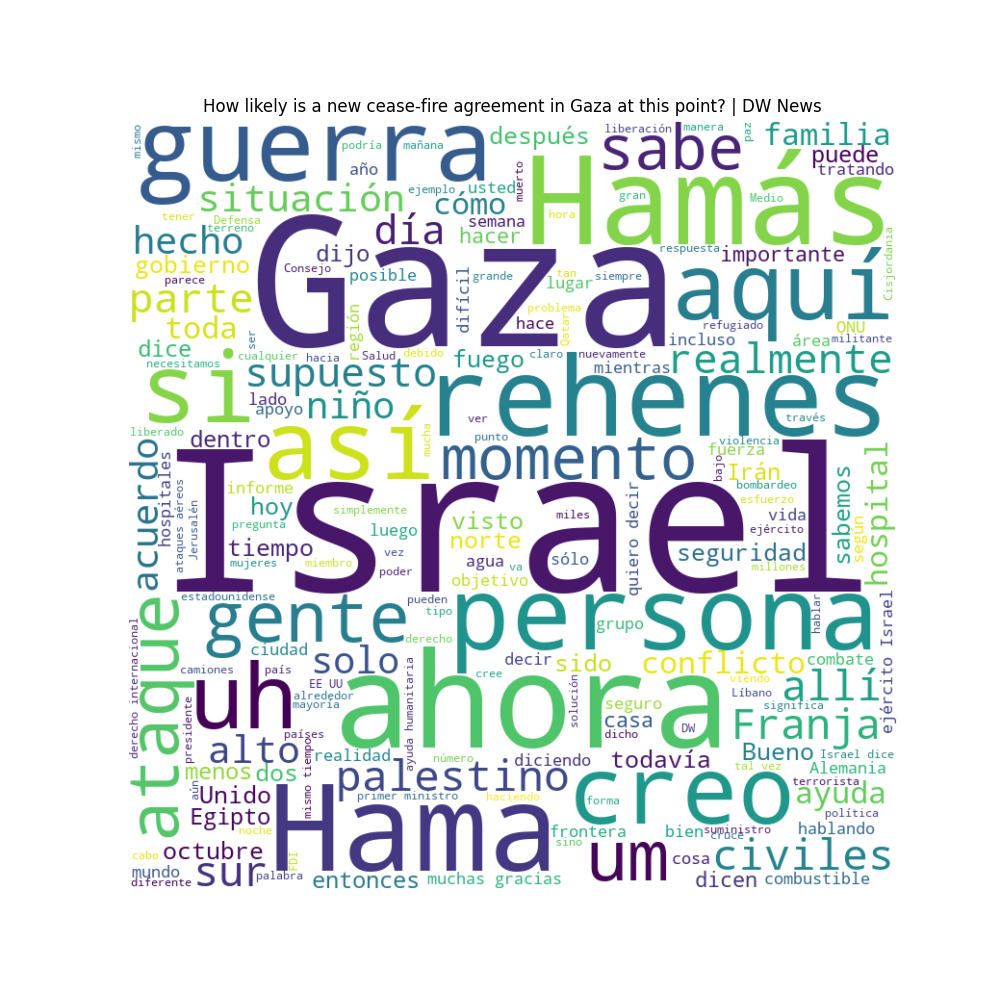 How likely is a new cease-fire agreement in Gaza at this point? | DW News
mismo
guerra
podría
mañana
año
después
liberación
manera
paz
familia
sabe
puede
tratando
situación
ejemplo
usted
cómo
semana
muerto
Hamás
gran
Medio
tener
Defensa
terreno
hecho
día
hacer
hora
respuesta
importante
Cisjordania
gobierno
parece
Consejo
dijo
posible
difícil
grande
lugar
tan
siempre
Gaza
aquí
parte
toda
ser
región
hace
problema
Qatar
refugiado
incluso
área
ONU
militante
dice
necesitamos
cualquier
hacia
Salud
debido
fuego
claro
nuevamente
mientras
realmente
si
supuesto
rehenes
lado
apoyo
niño
ver
través
liberado
dentro
así
mucha
punto
momento
violencia
fuerza
bajo
Irán
bombardeo
acuerdo
hospitales
ataques aéreos
Jerusalén
informe
hoy
pregunta
simplemente
luego
visto
norte
miles
quiero decir
esfuerzo
vida
ejército
sabemos
según
hospital
tiempo
mujeres
miembro
vez
poder
agua
va
sólo
objetivo
seguridad
millones
Israel
estadounidense
gente
pueden
tipo
derecho
persona
grupo
hablar
ejército Israel
ataque
derecho internacional
ciudad
solo
decir
sido
conflicto
combate
camiones
país
EE UU
cree
solución
viendo
Líbano
allí
uh
alrededor
mayoría
ayuda humanitaria
ahora
seguro
casa
dicho
DW
significa
Franja
presidente
alto
países
realidad
número
diciendo
todavía
Bueno
Israel dice
tal vez
Alemania
menos
dos
aún
mismo tiempo
palestino
creo
terrorista
ayuda
Unido
primer ministro
haciendo
forma
política
Egipto
noche
Hama
frontera
sino
bien
suministro
cruce
hablando
cabo
octubre
FDI
um
cosa
civiles
mundo
diferente
sur
palabra
entonces
muchas gracias
dicen
combustible